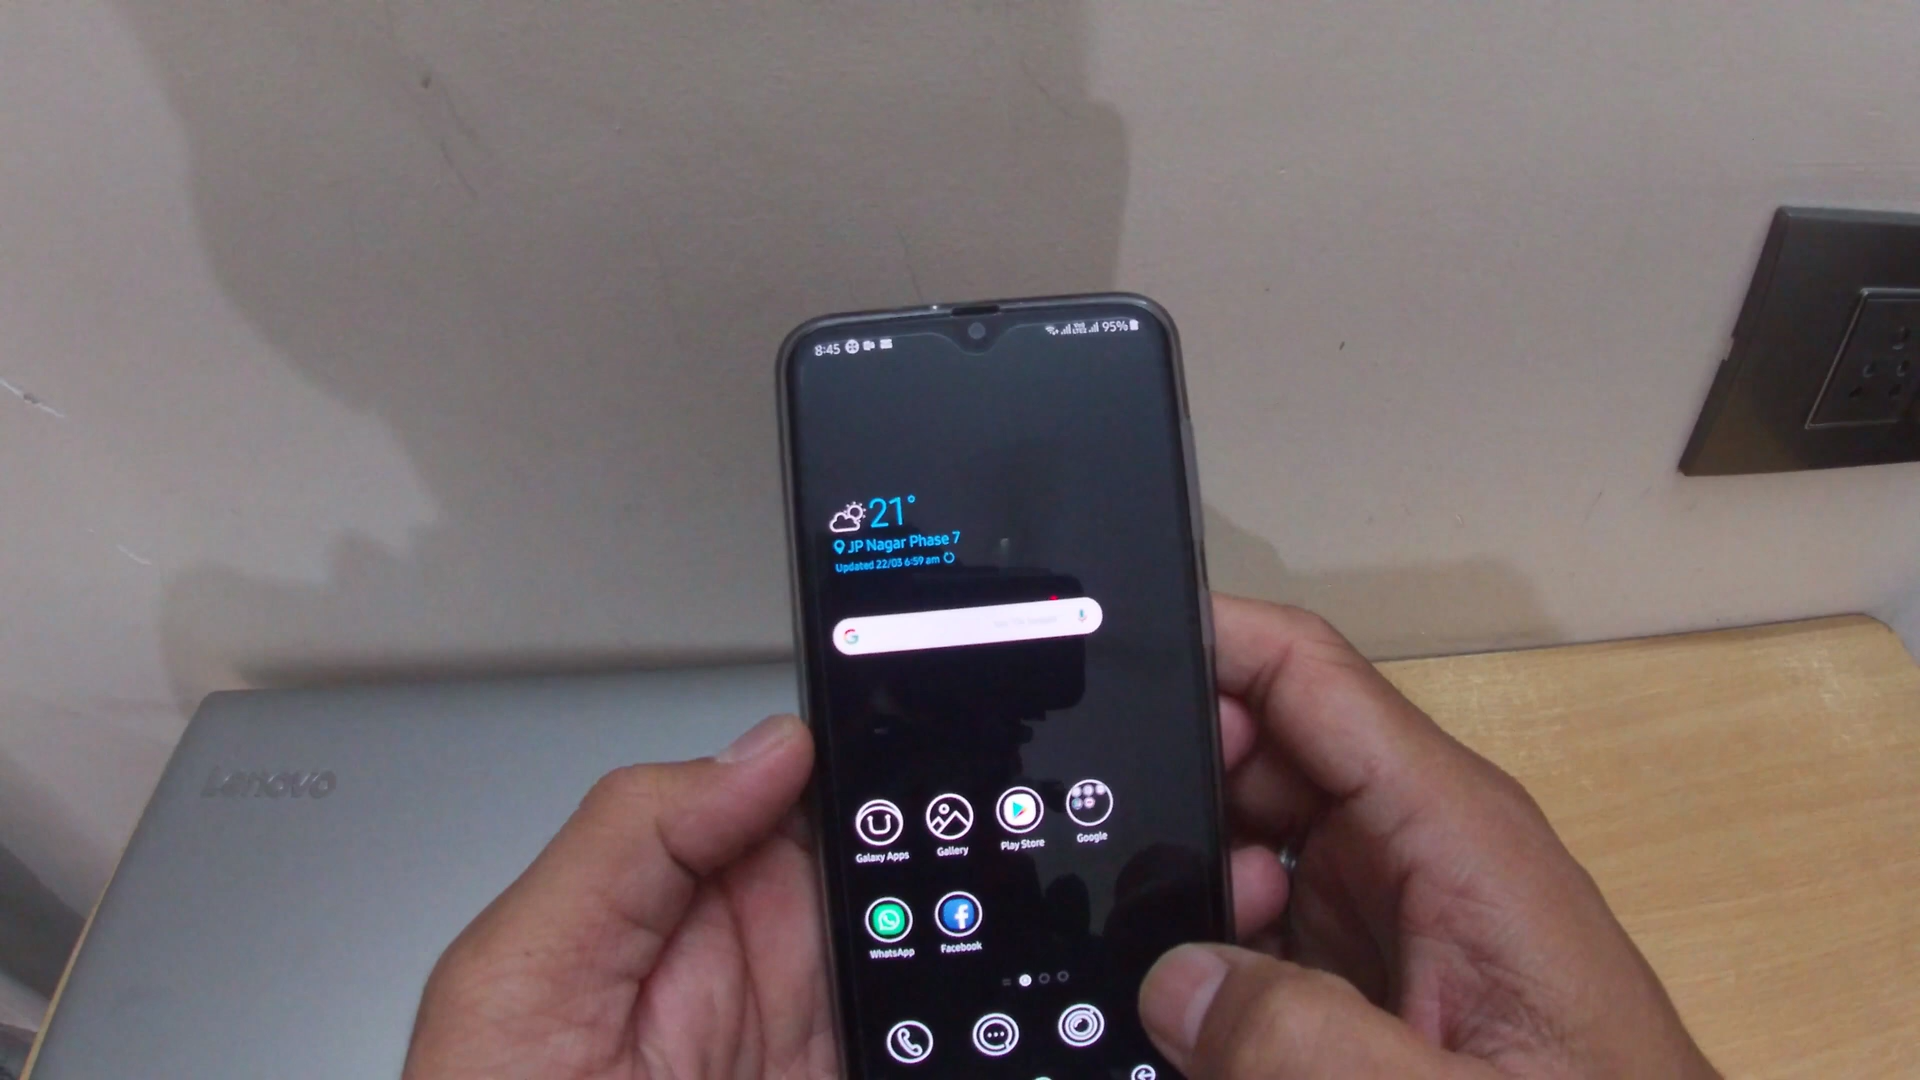 8:45
95%
21°
JP Nagar Phase 7
Updated 22/03 6:59 am
Lenovo
Galaxy Apps
Gallery
Play Store
Google
WhatsApp
Facebook